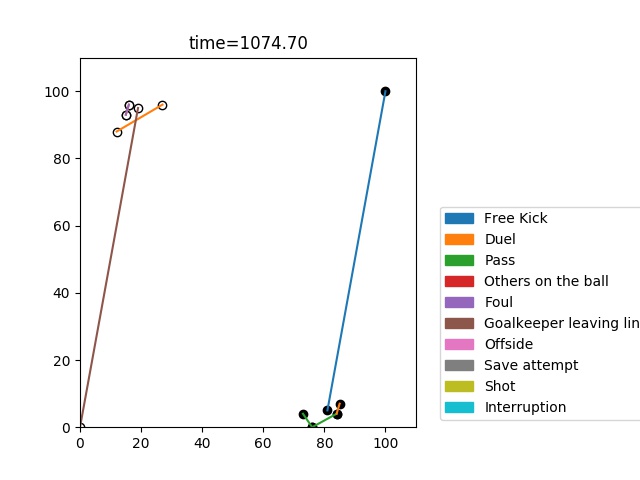 time=1074.70
100
80
60
40
20
0
0 20 40 60 80 100
Free Kick
Duel
Pass
Others on the ball
Foul
Goalkeeper leaving lin
Offside
Save attempt
Shot
Interruption